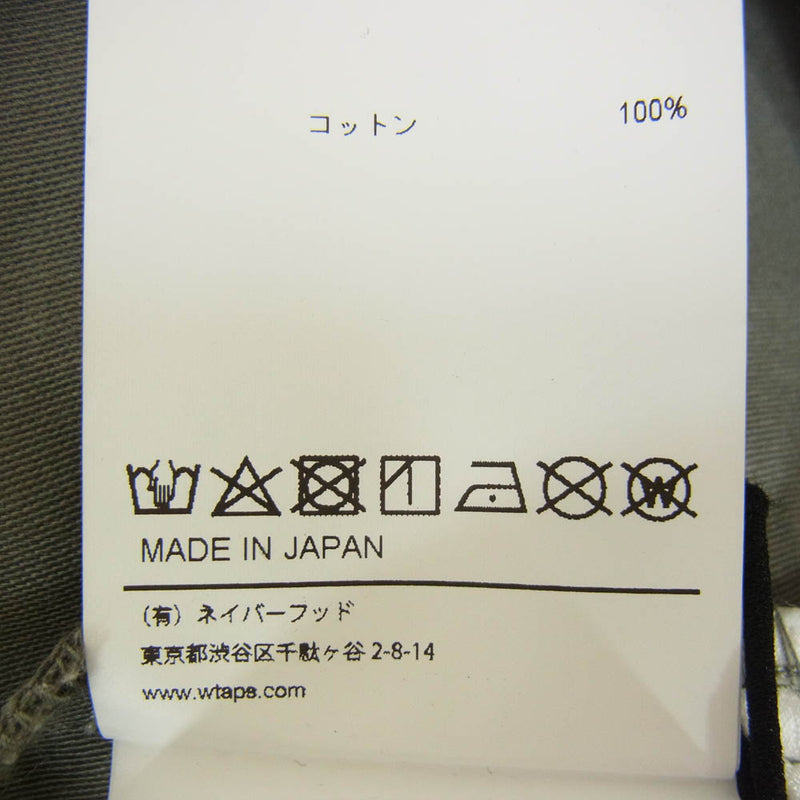 コットン 100%
W
MADE IN JAPAN
(有) ネイバーフッド
東京都渋谷区千駄ヶ谷 2-8-14
www.wtaps.com